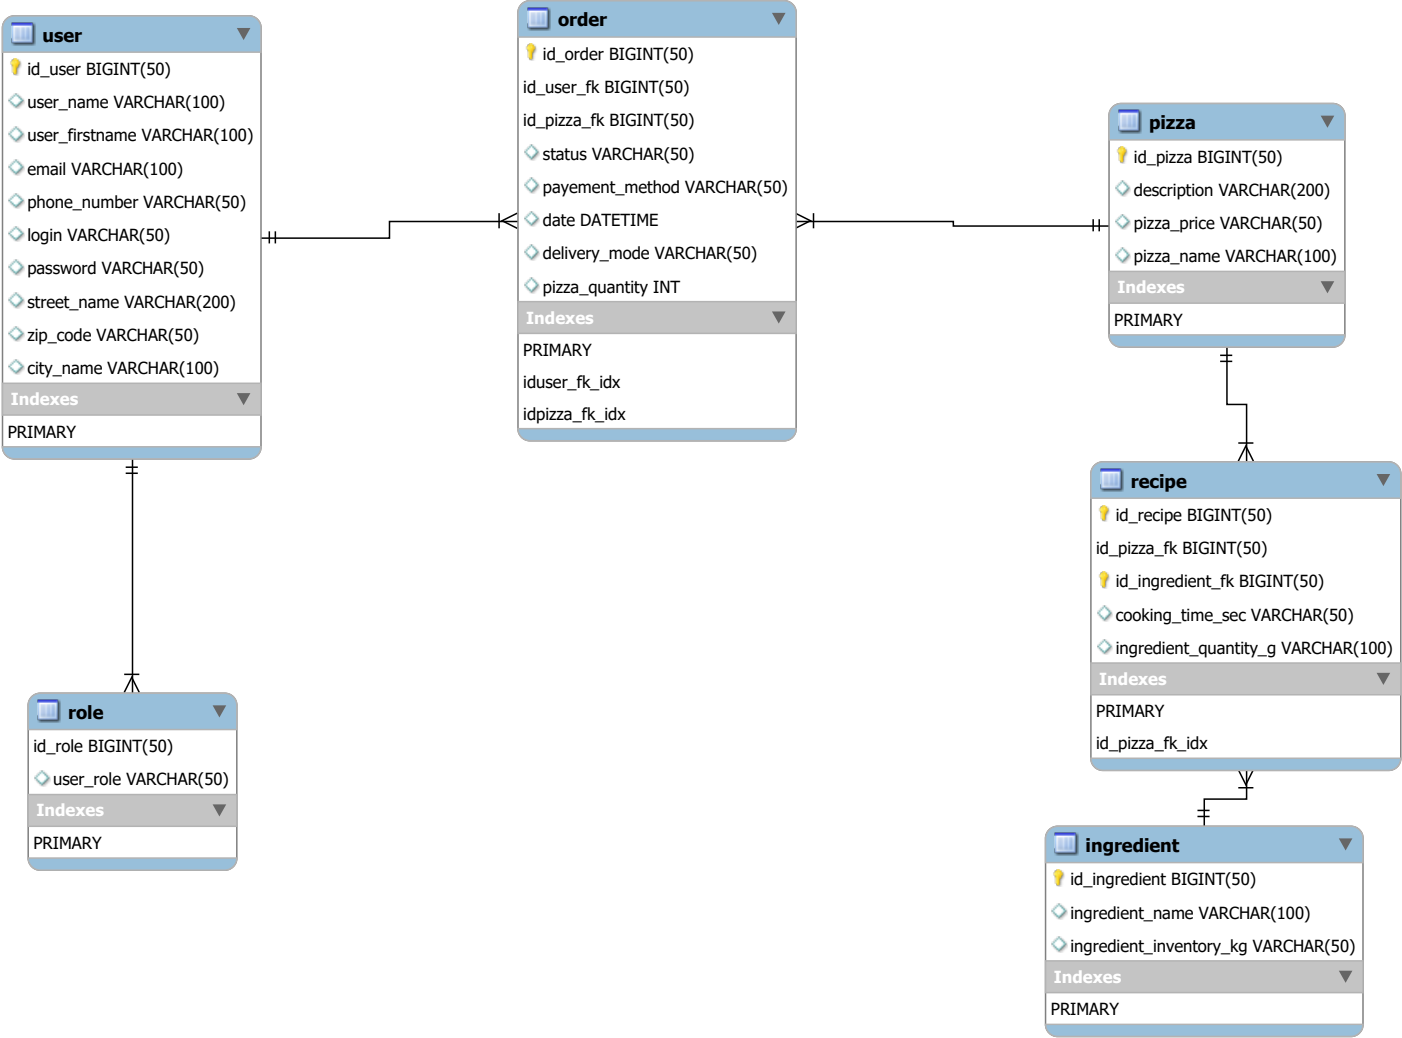 user
id_user BIGINT(50)
user_name VARCHAR(100)
user_firstname VARCHAR(100)
email VARCHAR(100)
phone_number VARCHAR(50)
login VARCHAR(50)
password VARCHAR(50)
street_name VARCHAR(200)
zip_code VARCHAR(50)
city_name VARCHAR(100)
Indexes
PRIMARY
order
id_order BIGINT(50)
id_user_fk BIGINT(50)
id_pizza_fk BIGINT(50)
status VARCHAR(50)
payement_method VARCHAR(50)
date DATETIME
delivery_mode VARCHAR(50)
pizza_quantity INT
Indexes
PRIMARY
iduser_fk_idx
idpizza_fk_idx
pizza
id_pizza BIGINT(50)
description VARCHAR(200)
pizza_price VARCHAR(50)
pizza_name VARCHAR(100)
Indexes
PRIMARY
recipe
id_recipe BIGINT(50)
id_pizza_fk BIGINT(50)
id_ingredient_fk BIGINT(50)
cooking_time_sec VARCHAR(50)
ingredient_quantity_g VARCHAR(100)
Indexes
PRIMARY
id_pizza_fk_idx
role
id_role BIGINT(50)
user_role VARCHAR(50)
Indexes
PRIMARY
ingredient
id_ingredient BIGINT(50)
ingredient_name VARCHAR(100)
ingredient_inventory_kg VARCHAR(50)
Indexes
PRIMARY